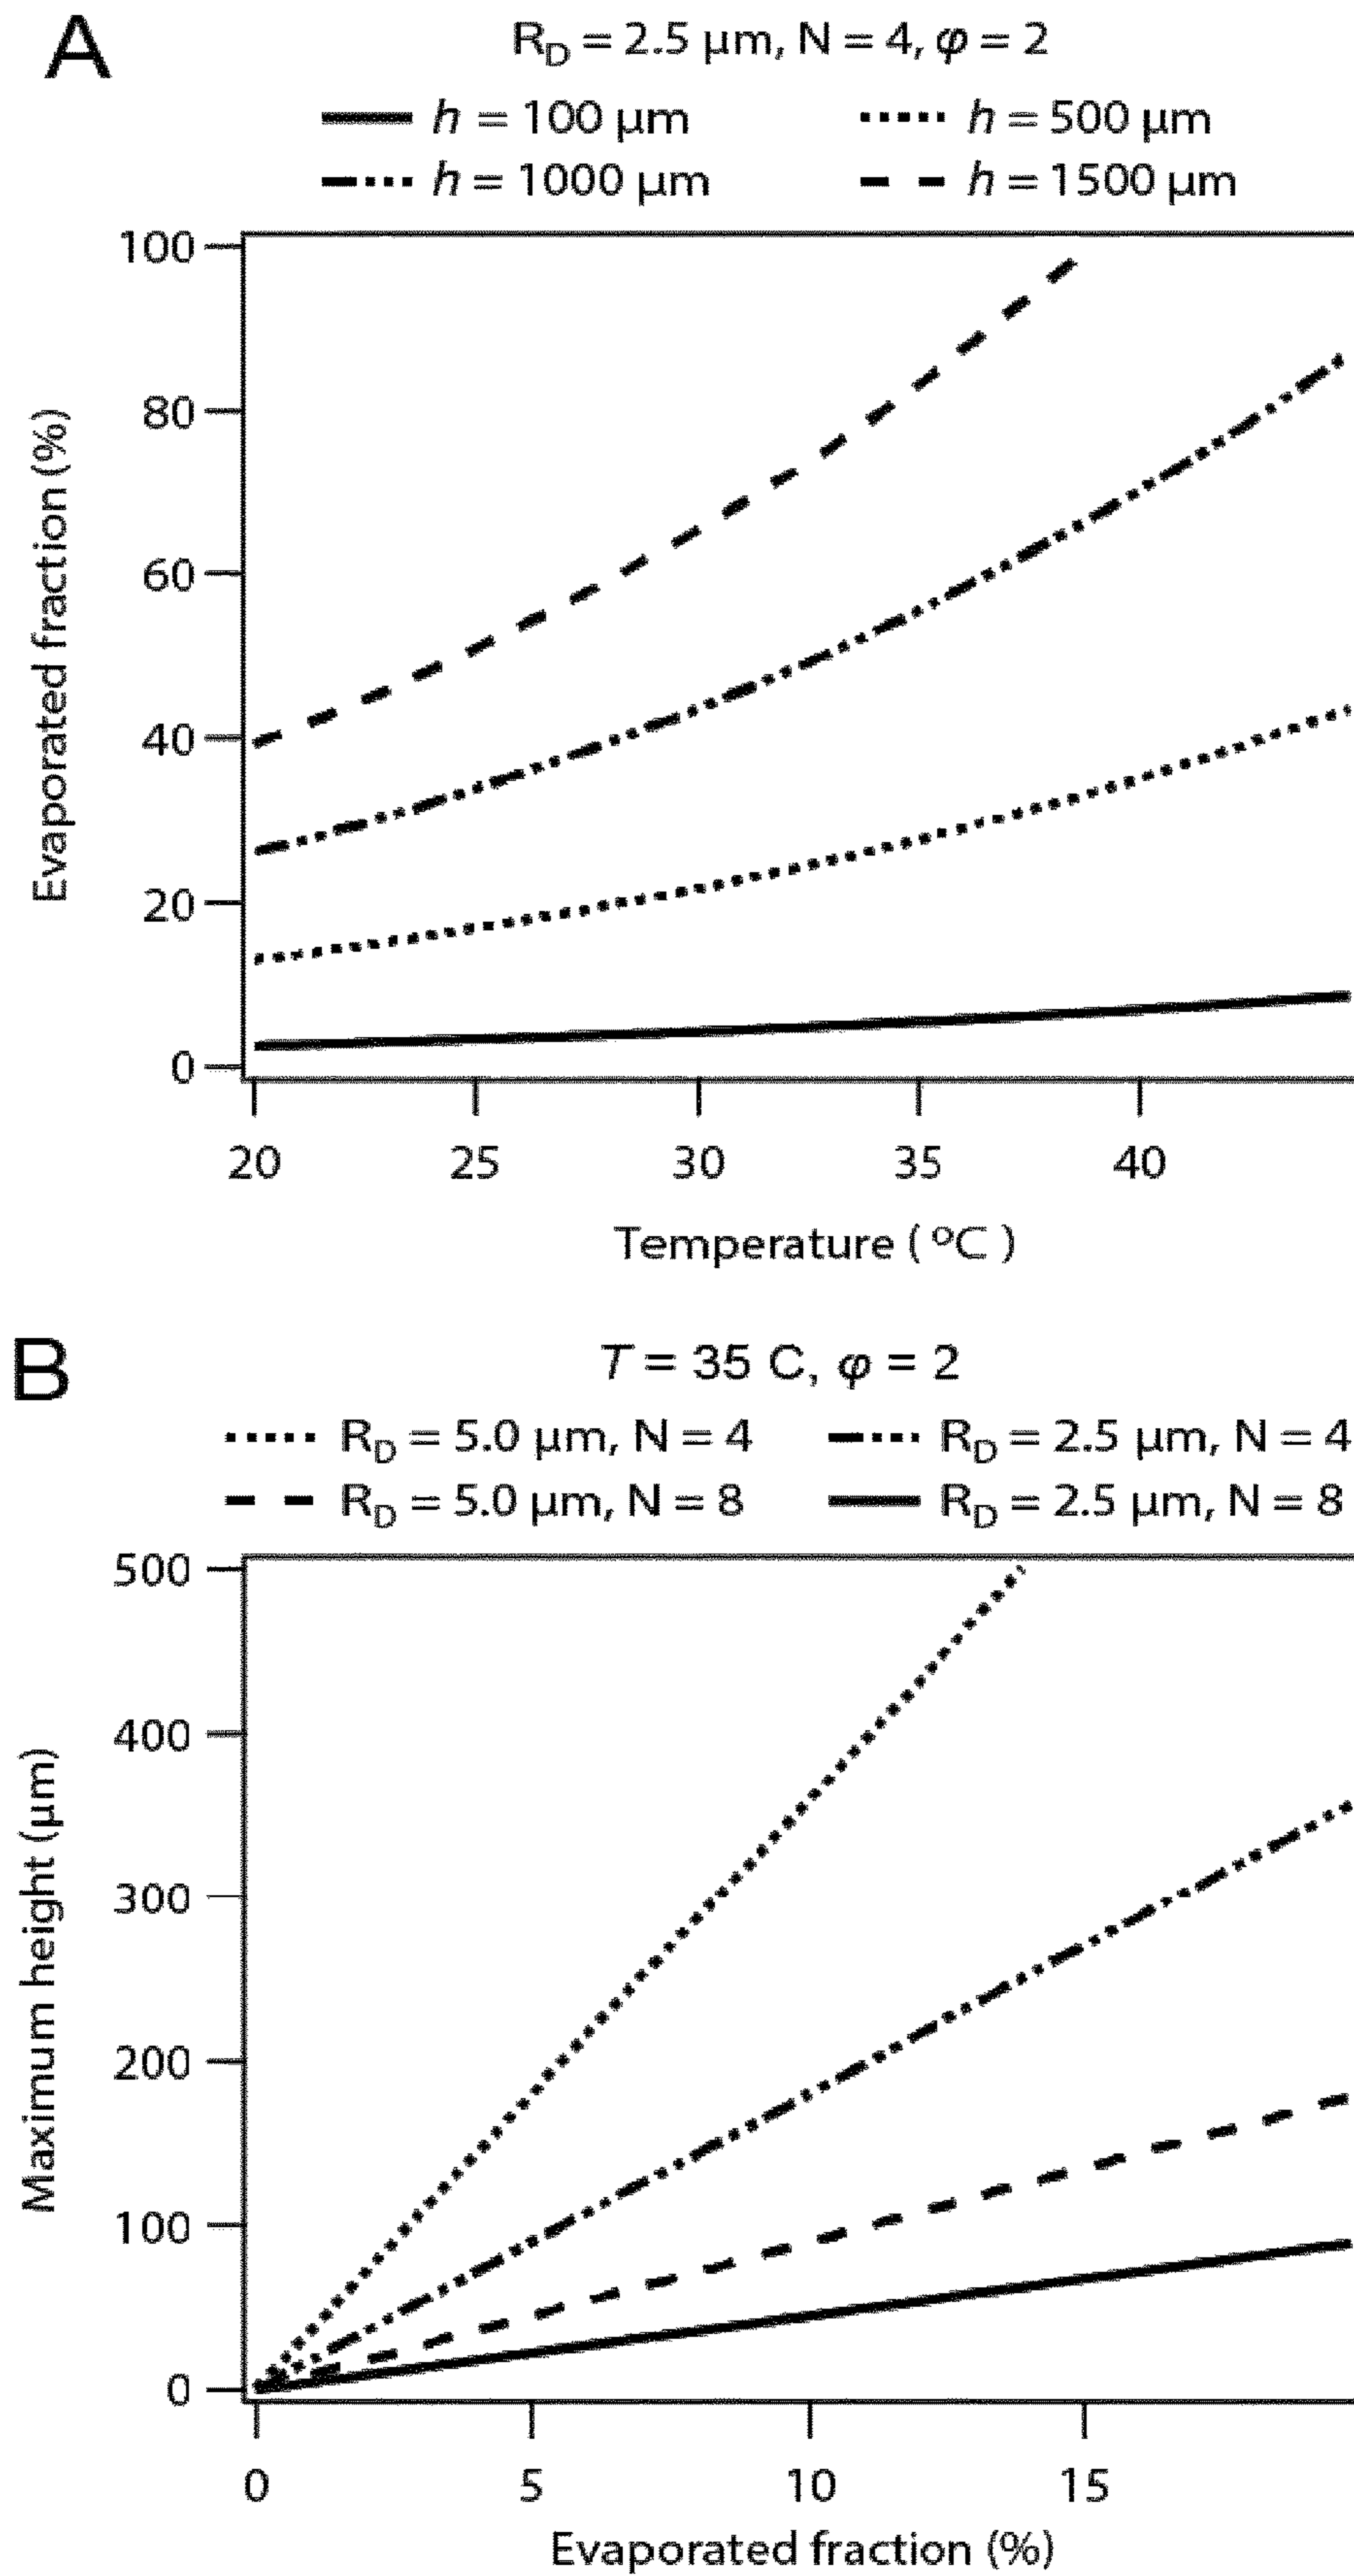 A
R_D = 2.5 µm, N = 4, φ = 2
h = 100 µm h = 500 µm
h = 1000 µm h = 1500 µm
100
80
60
40
20
0
Evaporated fraction (%)
20 25 30 35 40
Temperature ( °C )
B
T = 35 C, φ = 2
R_D = 5.0 µm, N = 4 R_D = 2.5 µm, N = 4
R_D = 5.0 µm, N = 8 R_D = 2.5 µm, N = 8
500
400
300
200
100
0
Maximum height (µm)
0 5 10 15
Evaporated fraction (%)